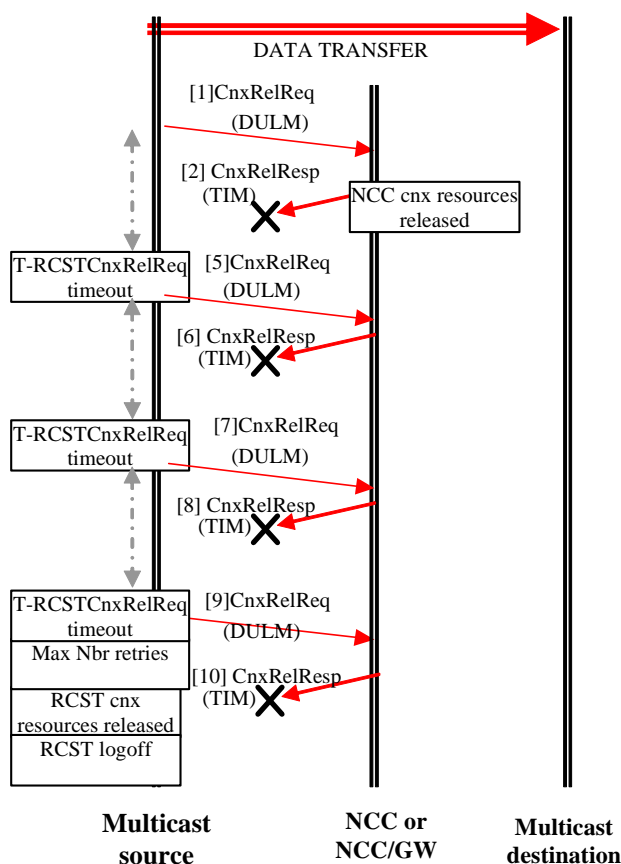 DATA TRANSFER
[1]CnxRelReq
(DULM)
[2] CnxRelResp
(TIM)
NCC cnx resources
released
T-RCSTCnxRelReq
timeout
[5]CnxRelReq
(DULM)
[6] CnxRelResp
(TIM)
T-RCSTCnxRelReq
timeout
[7]CnxRelReq
(DULM)
[8] CnxRelResp
(TIM)
T-RCSTCnxRelReq
timeout
[9]CnxRelReq
(DULM)
Max Nbr retries
[10] CnxRelResp
(TIM)
RCST cnx
resources released
RCST logoff
Multicast
source
NCC or
NCC/GW
Multicast
destination